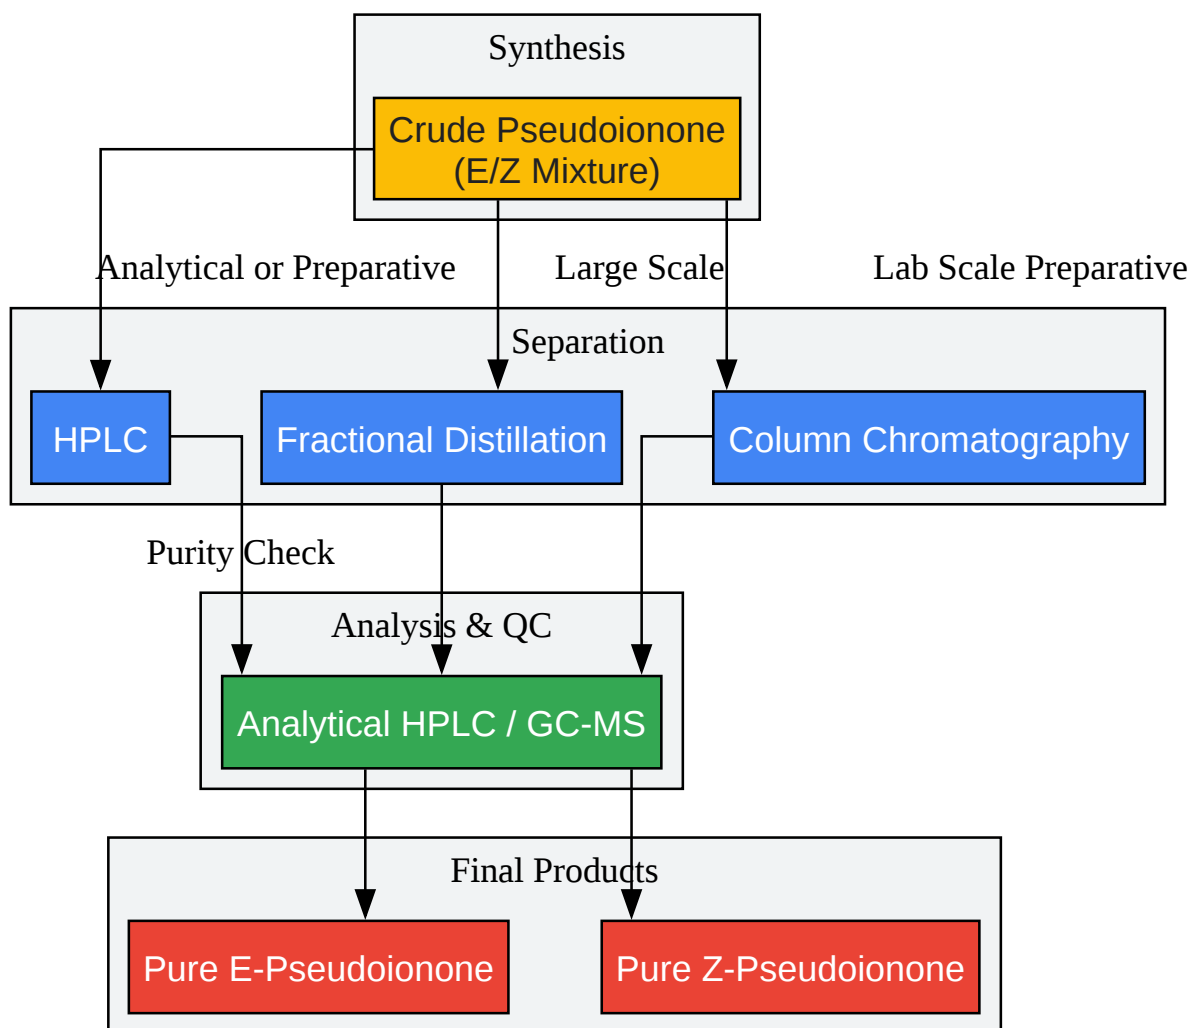 Synthesis
Crude Pseudoionone
(E/Z Mixture)
Analytical or Preparative
Large Scale
Lab Scale Preparative
Separation
HPLC
Fractional Distillation
Column Chromatography
Purity Check
Analysis & QC
Analytical HPLC / GC-MS
Final Products
Pure E-Pseudoionone
Pure Z-Pseudoionone